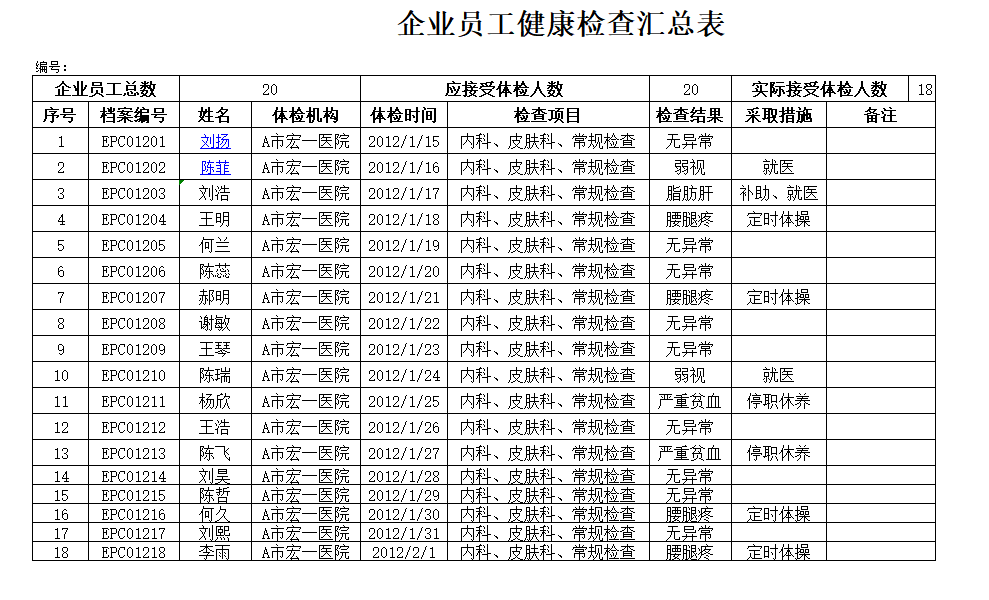 企业员工健康检查汇总表
编号：
企业员工总数 20 应接受体检人数 20 实际接受体检人数 18
序号 档案编号 姓名 体检机构 体检时间 检查项目 检查结果 采取措施 备注
1 EPC01201 刘扬 A市宏一医院 2012/1/15 内科、皮肤科、常规检查 无异常
2 EPC01202 陈菲 A市宏一医院 2012/1/16 内科、皮肤科、常规检查 弱视 就医
3 EPC01203 刘浩 A市宏一医院 2012/1/17 内科、皮肤科、常规检查 脂肪肝 补助、就医
4 EPC01204 王明 A市宏一医院 2012/1/18 内科、皮肤科、常规检查 腰腿疼 定时体操
5 EPC01205 何兰 A市宏一医院 2012/1/19 内科、皮肤科、常规检查 无异常
6 EPC01206 陈蕊 A市宏一医院 2012/1/20 内科、皮肤科、常规检查 无异常
7 EPC01207 郝明 A市宏一医院 2012/1/21 内科、皮肤科、常规检查 腰腿疼 定时体操
8 EPC01208 谢敏 A市宏一医院 2012/1/22 内科、皮肤科、常规检查 无异常
9 EPC01209 王琴 A市宏一医院 2012/1/23 内科、皮肤科、常规检查 无异常
10 EPC01210 陈瑞 A市宏一医院 2012/1/24 内科、皮肤科、常规检查 弱视 就医
11 EPC01211 杨欣 A市宏一医院 2012/1/25 内科、皮肤科、常规检查 严重贫血 停职休养
12 EPC01212 王浩 A市宏一医院 2012/1/26 内科、皮肤科、常规检查 无异常
13 EPC01213 陈飞 A市宏一医院 2012/1/27 内科、皮肤科、常规检查 严重贫血 停职休养
14 EPC01214 刘昊 A市宏一医院 2012/1/28 内科、皮肤科、常规检查 无异常
15 EPC01215 陈哲 A市宏一医院 2012/1/29 内科、皮肤科、常规检查 无异常
16 EPC01216 何久 A市宏一医院 2012/1/30 内科、皮肤科、常规检查 腰腿疼 定时体操
17 EPC01217 刘熙 A市宏一医院 2012/1/31 内科、皮肤科、常规检查 无异常
18 EPC01218 李雨 A市宏一医院 2012/2/1 内科、皮肤科、常规检查 腰腿疼 定时体操